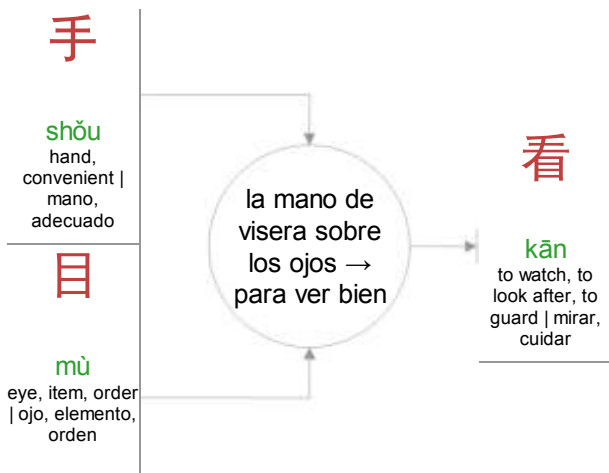 手
shǒu
hand,
convenient |
mano,
adecuado
目
mù
eye, item, order
| ojo, elemento,
orden
la mano de
visera sobre
los ojos →
para ver bien
看
kān
to watch, to
look after, to
guard | mirar,
cuidar